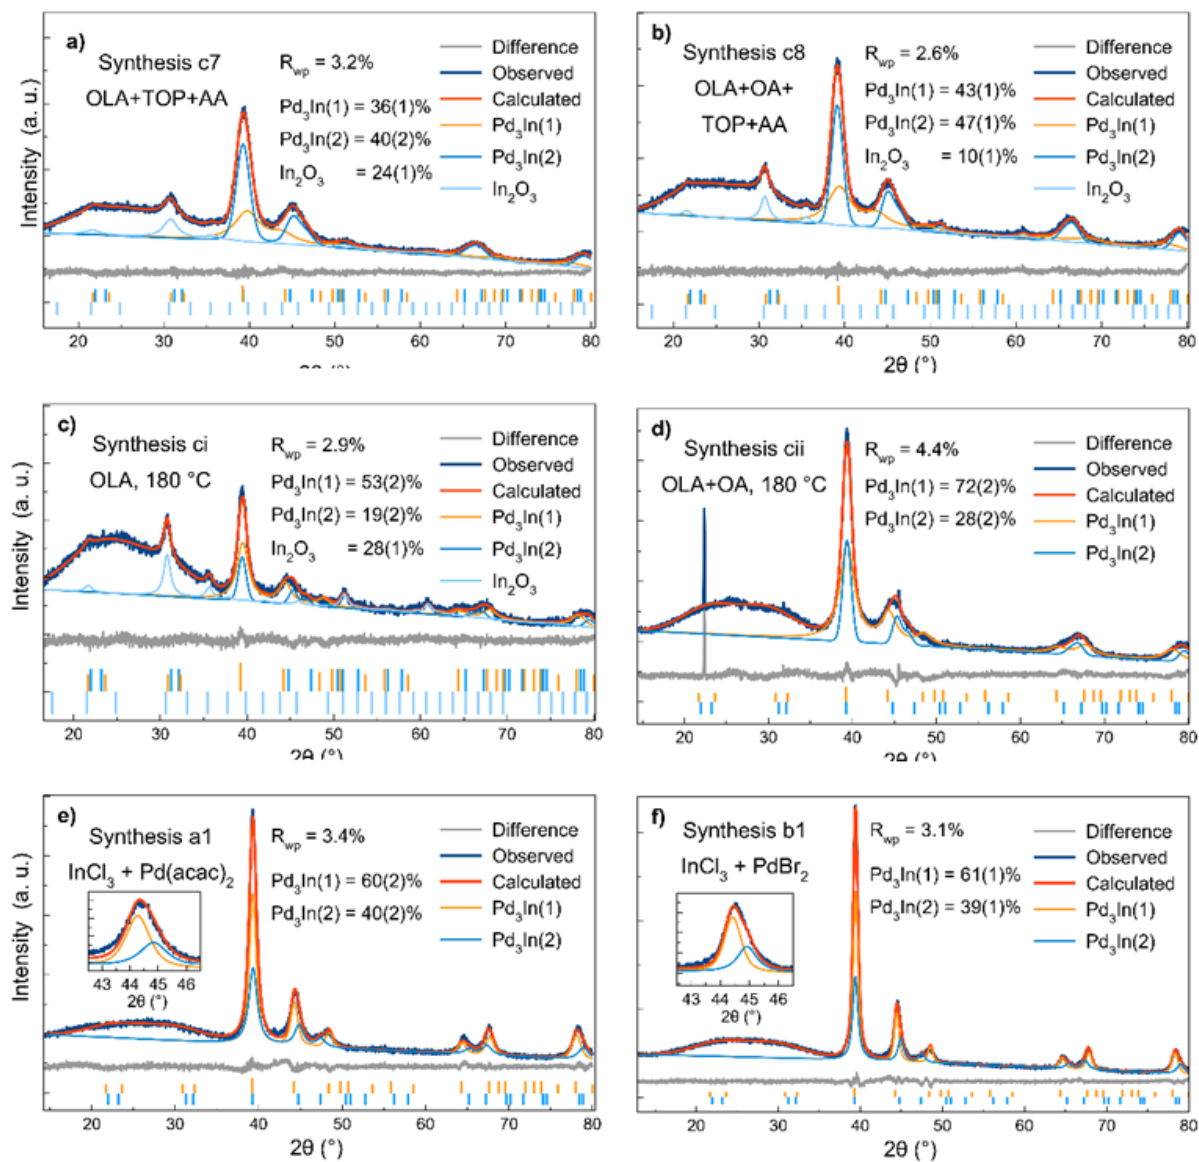 a)
Synthesis c7
OLA+TOP+AA
Rwp = 3.2%
Pd3In(1) = 36(1)%
Pd3In(2) = 40(2)%
In2O3 = 24(1)%
Difference
Observed
Calculated
Pd3In(1)
Pd3In(2)
In2O3
Intensity (a. u.)
20 30 40 50 60 70 80
b)
Synthesis c8
OLA+OA+
TOP+AA
Rwp = 2.6%
Pd3In(1) = 43(1)%
Pd3In(2) = 47(1)%
In2O3 = 10(1)%
Difference
Observed
Calculated
Pd3In(1)
Pd3In(2)
In2O3
20 30 40 50 60 70 80
2θ (°)
c)
Synthesis ci
OLA, 180 °C
Rwp = 2.9%
Pd3In(1) = 53(2)%
Pd3In(2) = 19(2)%
In2O3 = 28(1)%
Difference
Observed
Calculated
Pd3In(1)
Pd3In(2)
In2O3
Intensity (a. u.)
20 30 40 50 60 70 80
2θ (°)
d)
Synthesis cii
OLA+OA, 180 °C
Rwp = 4.4%
Pd3In(1) = 72(2)%
Pd3In(2) = 28(2)%
Difference
Observed
Calculated
Pd3In(1)
Pd3In(2)
20 30 40 50 60 70 80
2θ (°)
e)
Synthesis a1
InCl3 + Pd(acac)2
Rwp = 3.4%
Pd3In(1) = 60(2)%
Pd3In(2) = 40(2)%
Difference
Observed
Calculated
Pd3In(1)
Pd3In(2)
43 44 45 46
2θ (°)
Intensity (a. u.)
20 30 40 50 60 70 80
2θ (°)
f)
Synthesis b1
InCl3 + PdBr2
Rwp = 3.1%
Pd3In(1) = 61(1)%
Pd3In(2) = 39(1)%
Difference
Observed
Calculated
Pd3In(1)
Pd3In(2)
43 44 45 46
2θ (°)
20 30 40 50 60 70 80
2θ (°)